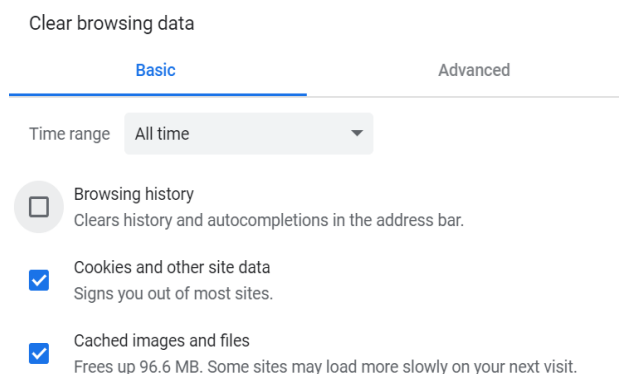 Clear browsing data
Basic Advanced
Time range All time
Browsing history
Clears history and autocompletions in the address bar.
Cookies and other site data
Signs you out of most sites.
Cached images and files
Frees up 96.6 MB. Some sites may load more slowly on your next visit.